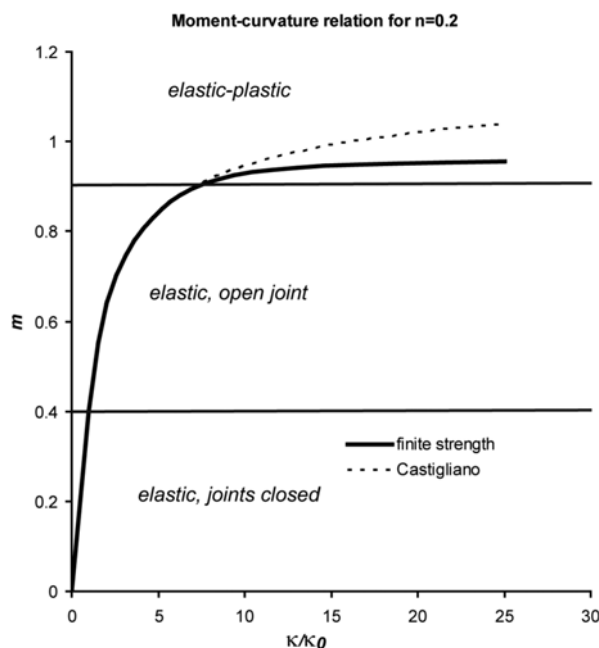 Moment-curvature relation for n=0.2
1.2
elastic-plastic
1
0.8
elastic, open joint
m
0.6
0.4
finite strength
Castigliano
elastic, joints closed
0.2
0
0 5 10 15 20 25 30
κ/κ0